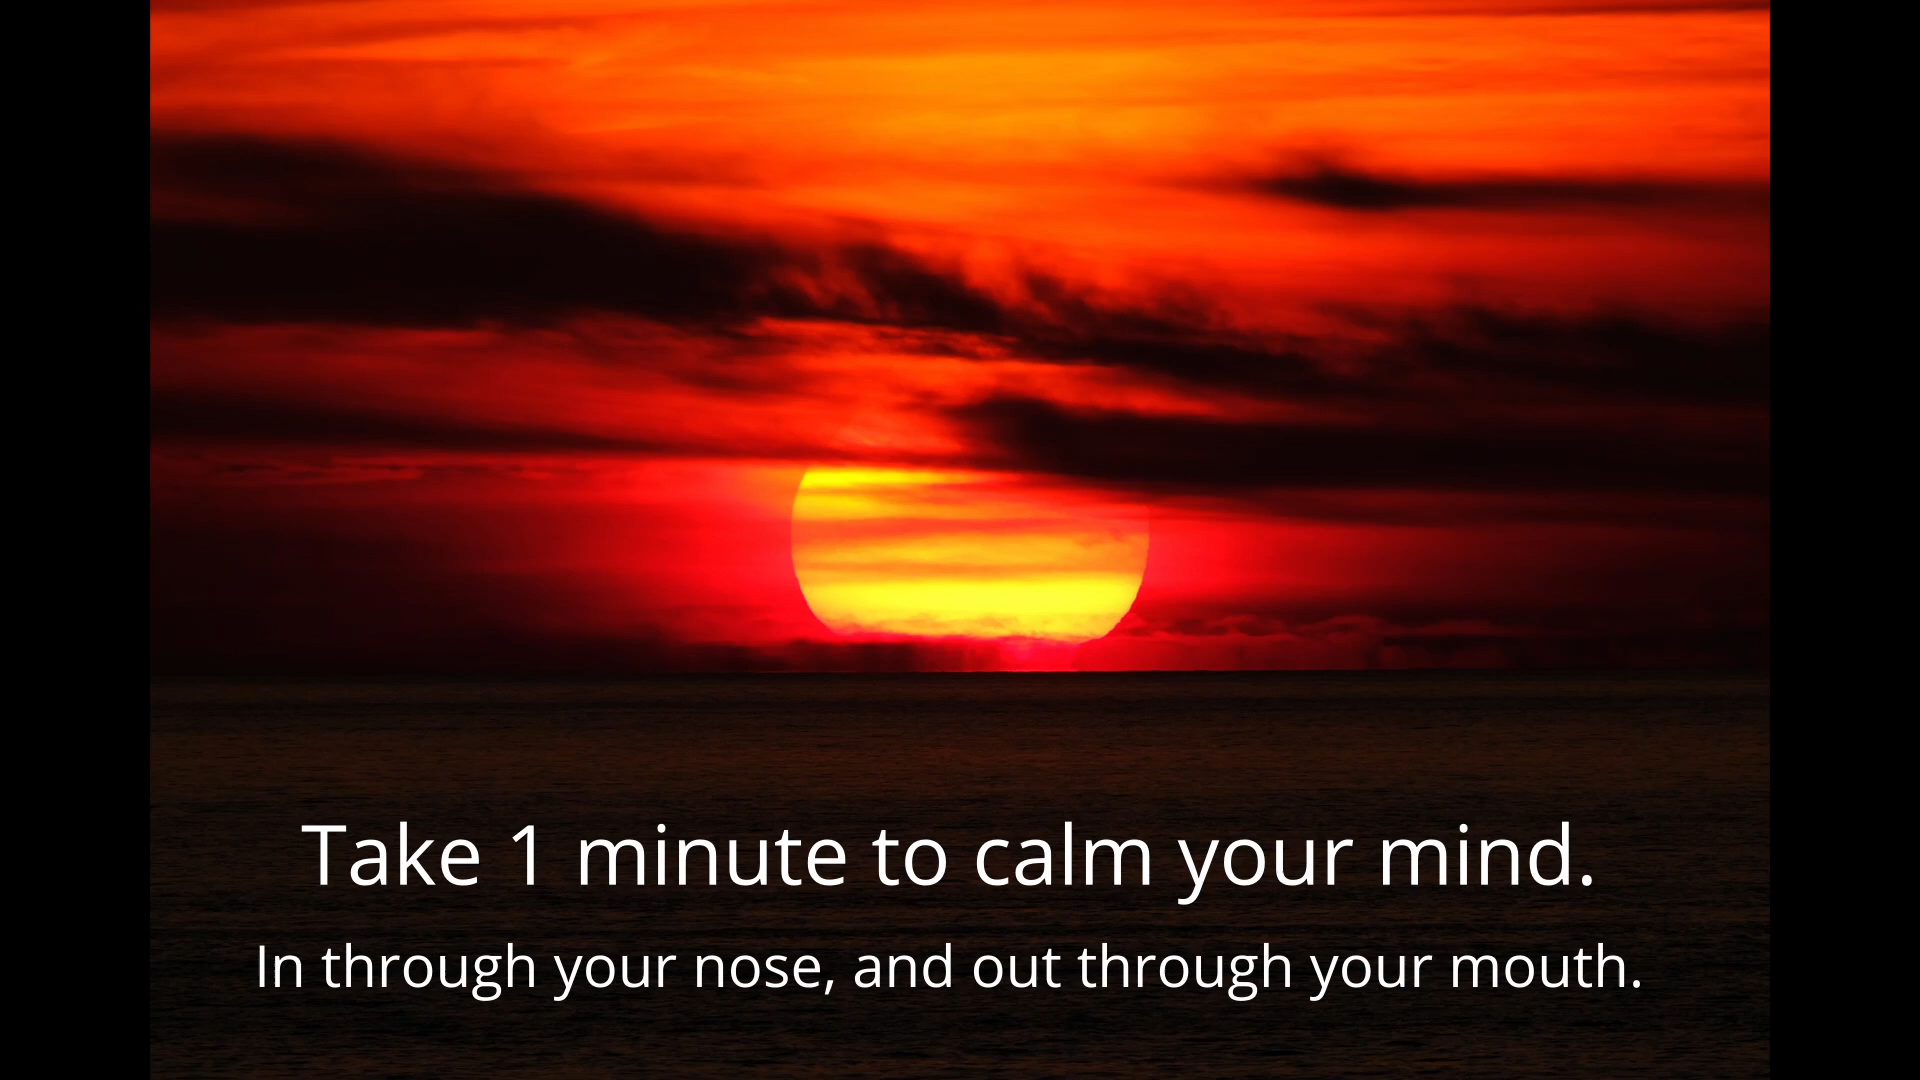 Take 1 minute to calm your mind.
In through your nose, and out through your mouth.